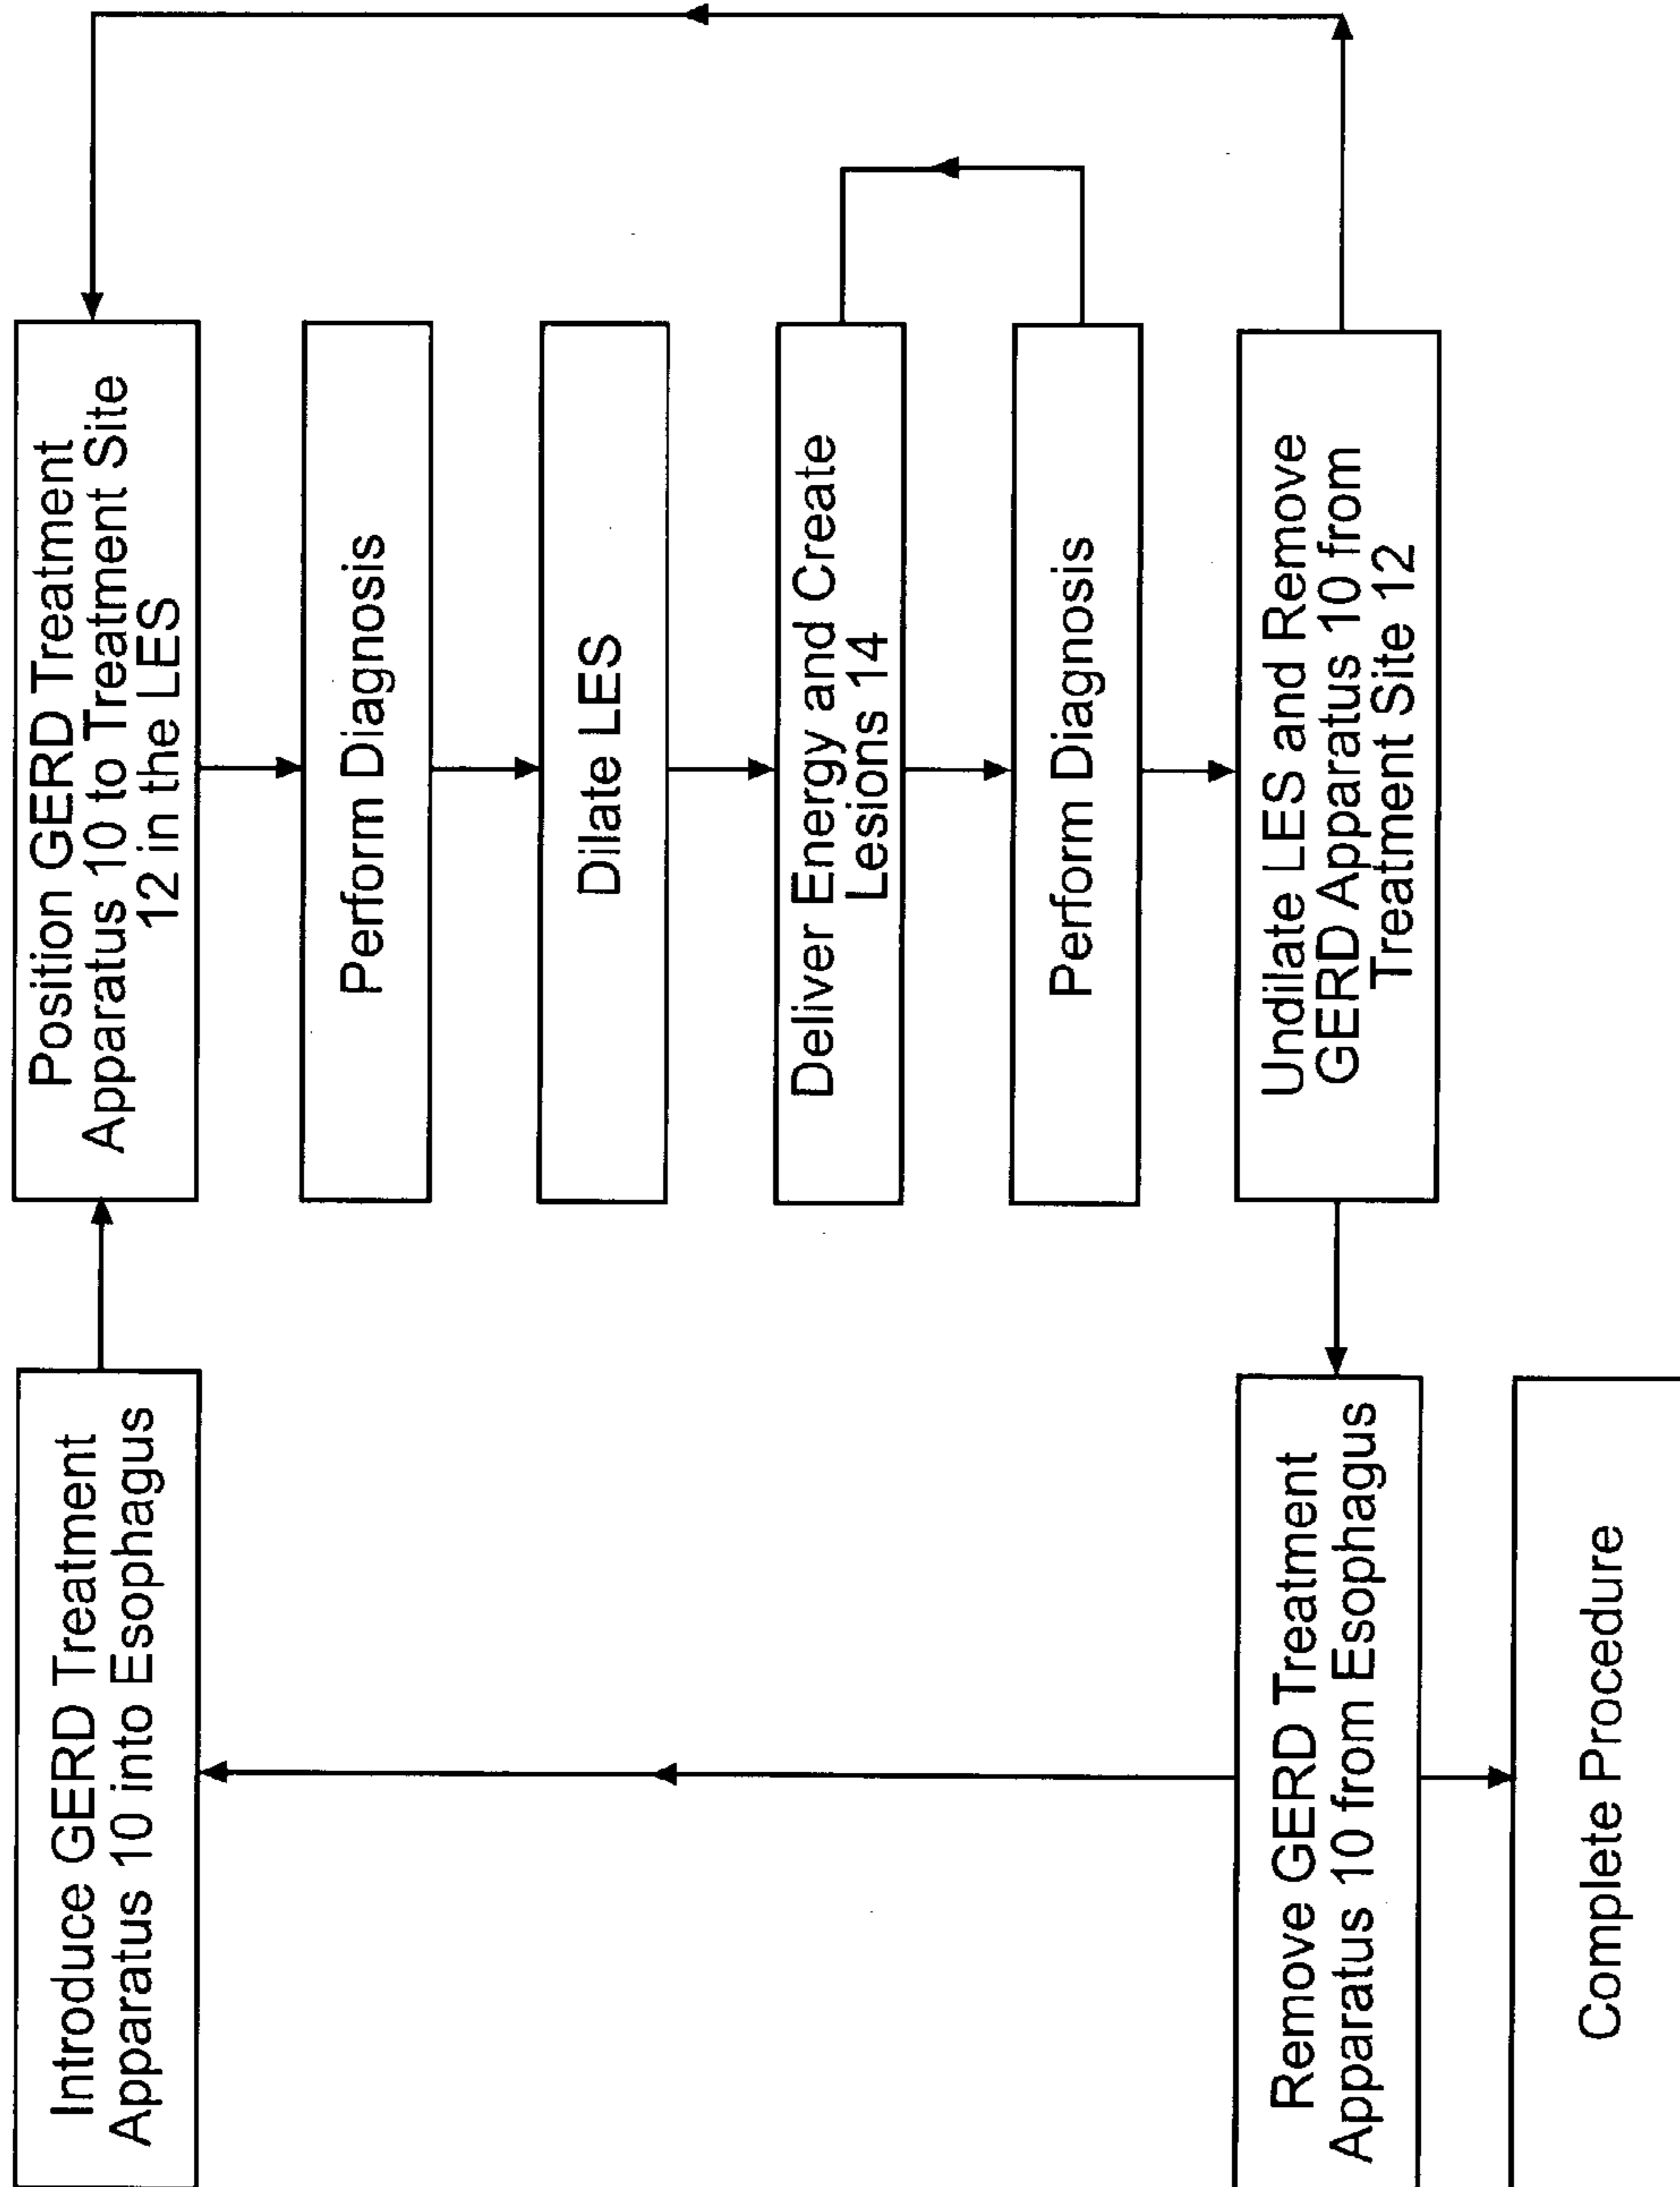 Introduce GERD Treatment
Apparatus 10 into Esophagus
Position GERD Treatment
Apparatus 10 to Treatment Site
12 in the LES
Perform Diagnosis
Dilate LES
Deliver Energy and Create
Lesions 14
Perform Diagnosis
Undilate LES and Remove
GERD Apparatus 10 from
Treatment Site 12
Remove GERD Treatment
Apparatus 10 from Esophagus
Complete Procedure